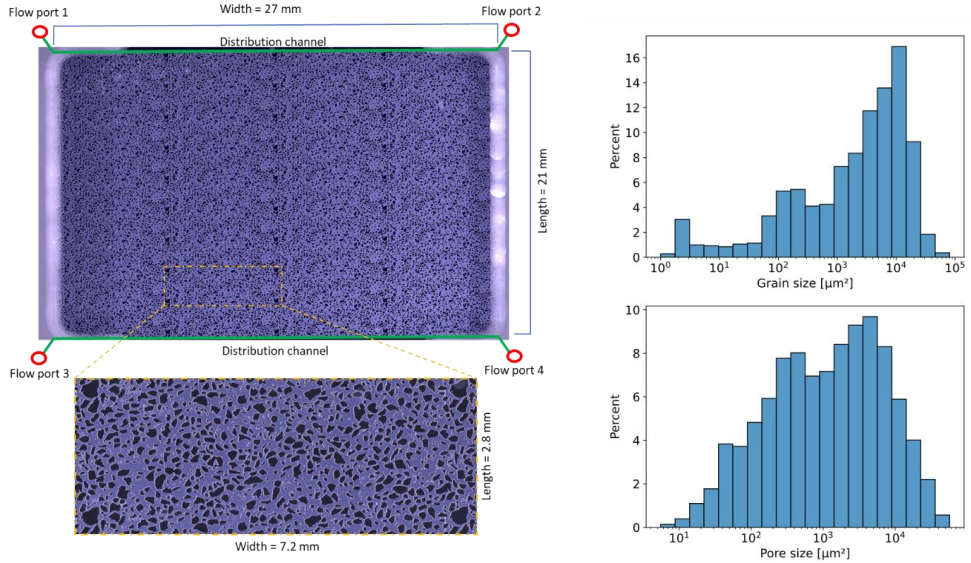 Flow port 1
Width = 27 mm
Flow port 2
Distribution channel
Length = 21 mm
Distribution channel
Flow port 3
Flow port 4
Length = 2.8 mm
Width = 7.2 mm
16
14
12
10
8
6
4
2
0
Percent
10⁰
10¹
10²
10³
10⁴
10⁵
Grain size [μm²]
10
8
6
4
2
0
Percent
10¹
10²
10³
10⁴
Pore size [μm²]